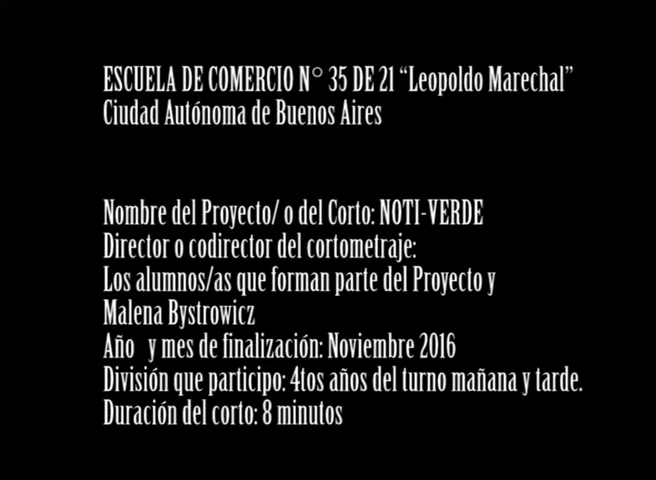 ESCUELA DE COMERCIO N° 35 DE 21 “Leopoldo Marechal”
Ciudad Autónoma de Buenos Aires
Nombre del Proyecto/ o del Corto: NOTI-VERDE
Director o codirector del cortometraje:
Los alumnos/as que forman parte del Proyecto y
Malena Bystrowicz
Año y mes de finalización: Noviembre 2016
División que participo: 4tos años del turno mañana y tarde.
Duración del corto: 8 minutos